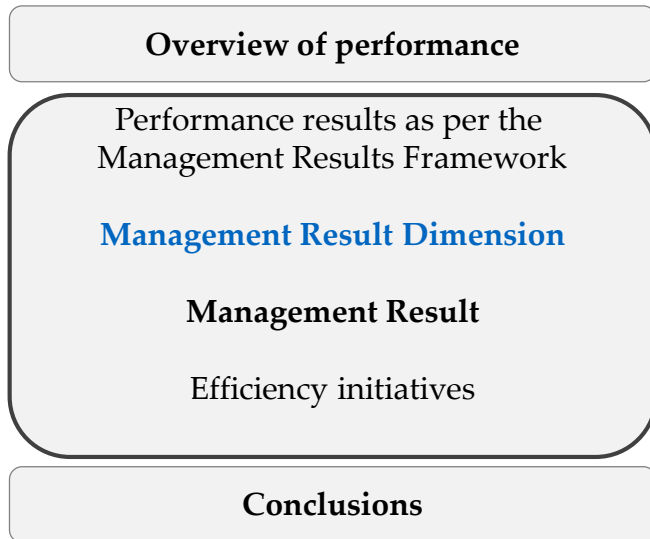 Overview of performance
Performance results as per the
Management Results Framework
Management Result Dimension
Management Result
Efficiency initiatives
Conclusions